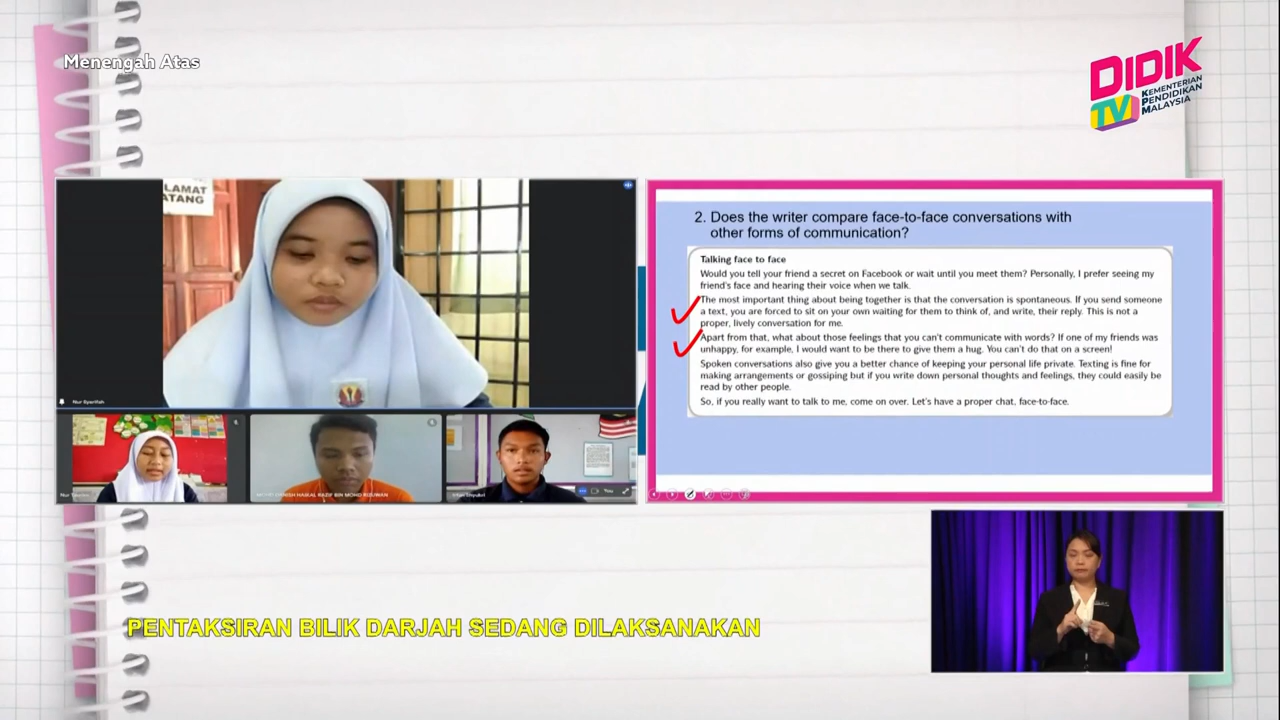 Menengah Atas
DIDIK
TV
KEMENTERIAN
PENDIDIKAN
MALAYSIA
LAMAT
ATANG
Nur Syarifah
2. Does the writer compare face-to-face conversations with
other forms of communication?
Talking face to face
Would you tell your friend a secret on Facebook or wait until you meet them? Personally, I prefer seeing my
friend's face and hearing their voice when we talk.
The most important thing about being together is that the conversation is spontaneous. If you send someone
a text, you are forced to sit on your own waiting for them to think of, and write, their reply. This is not a
proper, lively conversation for me.
Apart from that, what about those feelings that you can't communicate with words? If one of my friends was
unhappy, for example, I would want to be there to give them a hug. You can't do that on a screen!
Spoken conversations also give you a better chance of keeping your personal life private. Texting is fine for
making arrangements or gossiping but if you write down personal thoughts and feelings, they could easily be
read by other people.
So, if you really want to talk to me, come on over. Let's have a proper chat, face-to-face.
PENTAKSIRAN BILIK DARJAH SEDANG DILAKSANAKAN